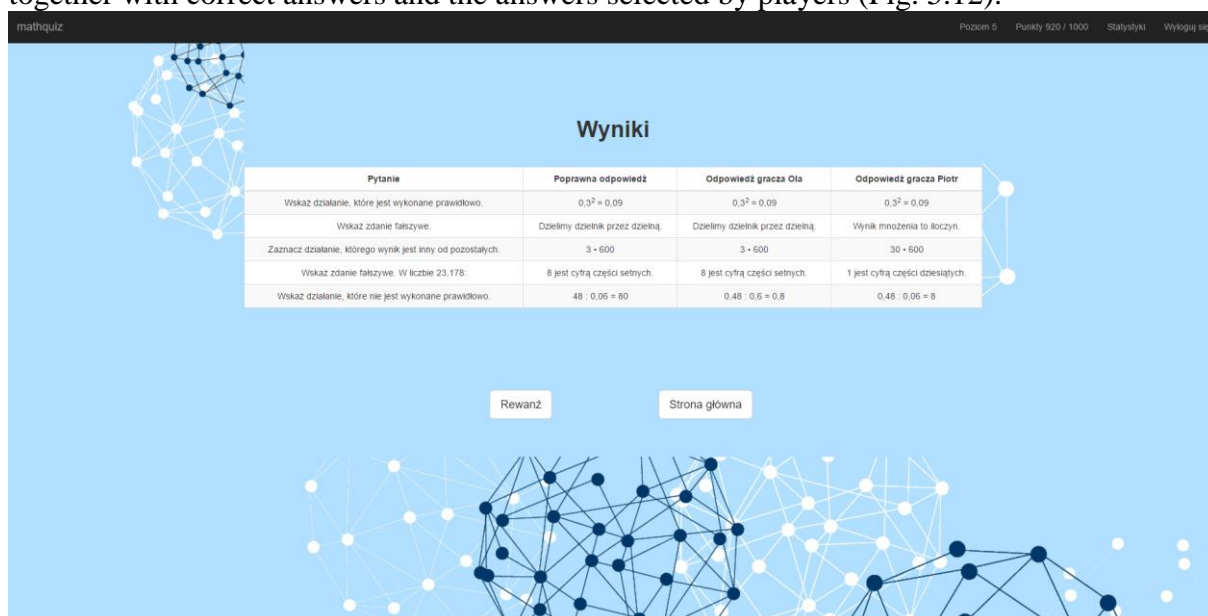 together with correct answers and the answers selected by players (Fig. 5.12).
mathquiz Poziom 5 Punkty 920 / 1000 Statystyki Wyloguj się
Wyniki
Pytanie Poprawna odpowiedź Odpowiedź gracza Ola Odpowiedź gracza Piotr
Wskaż działanie, które jest wykonane prawidłowo. 0,3² = 0,09 0,3² = 0,09 0,3² = 0,09
Wskaż zdanie fałszywe. Dzielimy dzielnik przez dzielną. Dzielimy dzielnik przez dzielną. Wynik mnożenia to iloczyn.
Zaznacz działanie, którego wynik jest inny od pozostałych. 3 • 600 3 • 600 30 • 600
Wskaż zdanie fałszywe. W liczbie 23,178: 8 jest cyfrą części setnych. 8 jest cyfrą części setnych. 1 jest cyfrą części dziesiątych.
Wskaż działanie, które nie jest wykonane prawidłowo. 48 : 0,06 = 80 0,48 : 0,6 = 0,8 0,48 : 0,06 = 8
Rewanż Strona główna